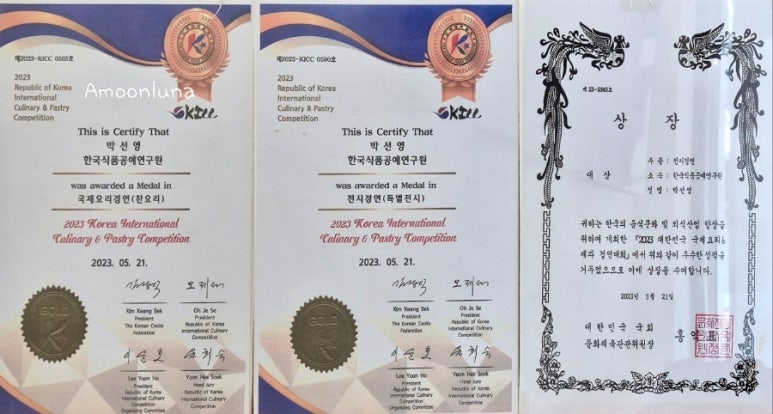 제2023-KICC 0585호
2023
Republic of Korea
International
Culinary & Pastry
Competition
Amoonluna
SKILL
This is Certify That
박 선 영
한국식품공예연구원
was awarded a Medal in
국제요리경연(찬요리)
2023 Korea International
Culinary & Pastry Competition
2023. 05. 21.
Kim Kwang Eek
President
The Korean Cooks
Federation
Oh Je Se
President
Republic of Korea
International Culinary
Competition
GOLD
Lee Yoon Ho
President
Republic of Korea
International Culinary
Competition
Organizing Committee
Yoon Hee Sook
Head Jury
Republic of Korea
International Culinary
Competition
제2023-KICC 0590호
2023
Republic of Korea
International
Culinary & Pastry
Competition
SKILL
This is Certify That
박 선 영
한국식품공예연구원
was awarded a Medal in
전시경연(특별전시)
2023 Korea International
Culinary & Pastry Competition
2023. 05. 21.
Kim Kwang Eek
President
The Korean Cooks
Federation
Oh Je Se
President
Republic of Korea
International Culinary
Competition
GOLD
Lee Yoon Ho
President
Republic of Korea
International Culinary
Competition
Organizing Committee
Yoon Hee Sook
Head Jury
Republic of Korea
International Culinary
Competition
상 장
부 문 : 전시경연
대 상
소 속 : 한국식품공예연구원
성 명 : 박선영
귀하는 한국의 음식문화 및 외식산업 향상을
위하여 개최한 『2023 대한민국 국제요리&
제과 경연대회』에서 위와 같이 우수한 성적을
거두었으므로 이에 상장을 수여합니다.
2023년 5월 21일
대 한 민 국 국 회
문화체육관광위원장
홍